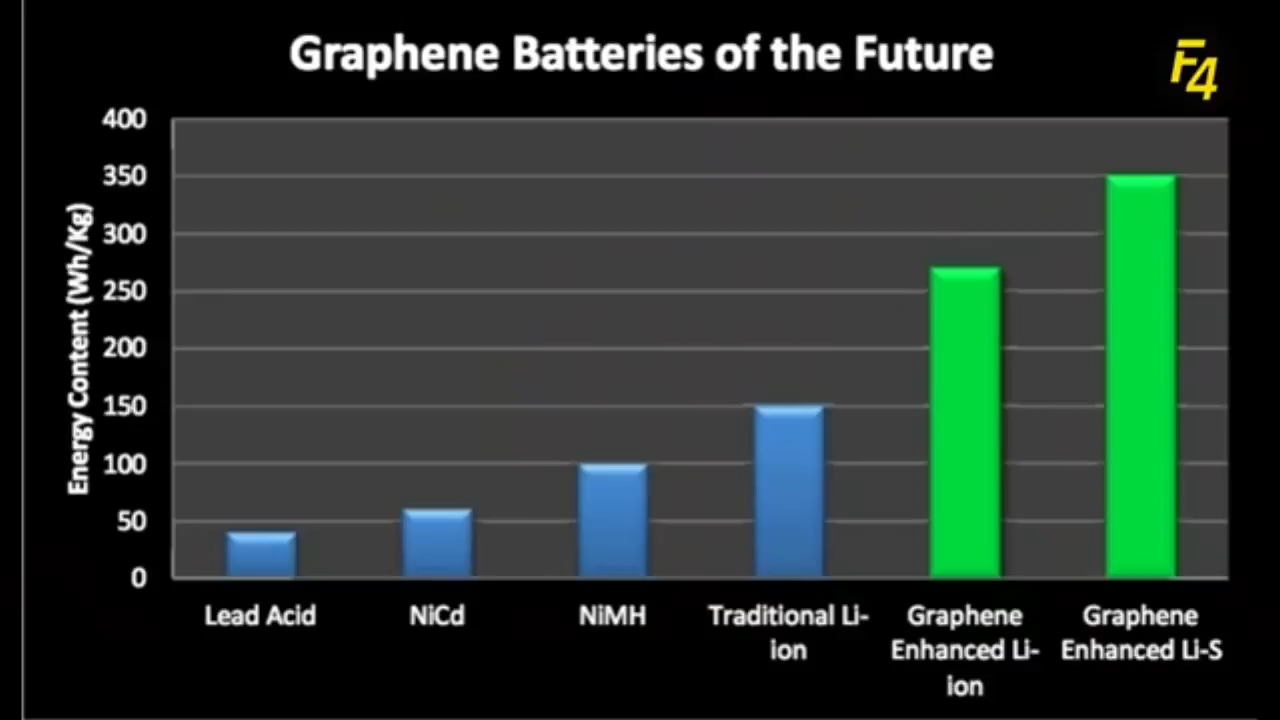 Graphene Batteries of the Future
F4
400
350
300
250
200
150
100
50
0
Energy Content (Wh/Kg)
Lead Acid
NiCd
NiMH
Traditional Li-
ion
Graphene
Enhanced Li-
ion
Graphene
Enhanced Li-S